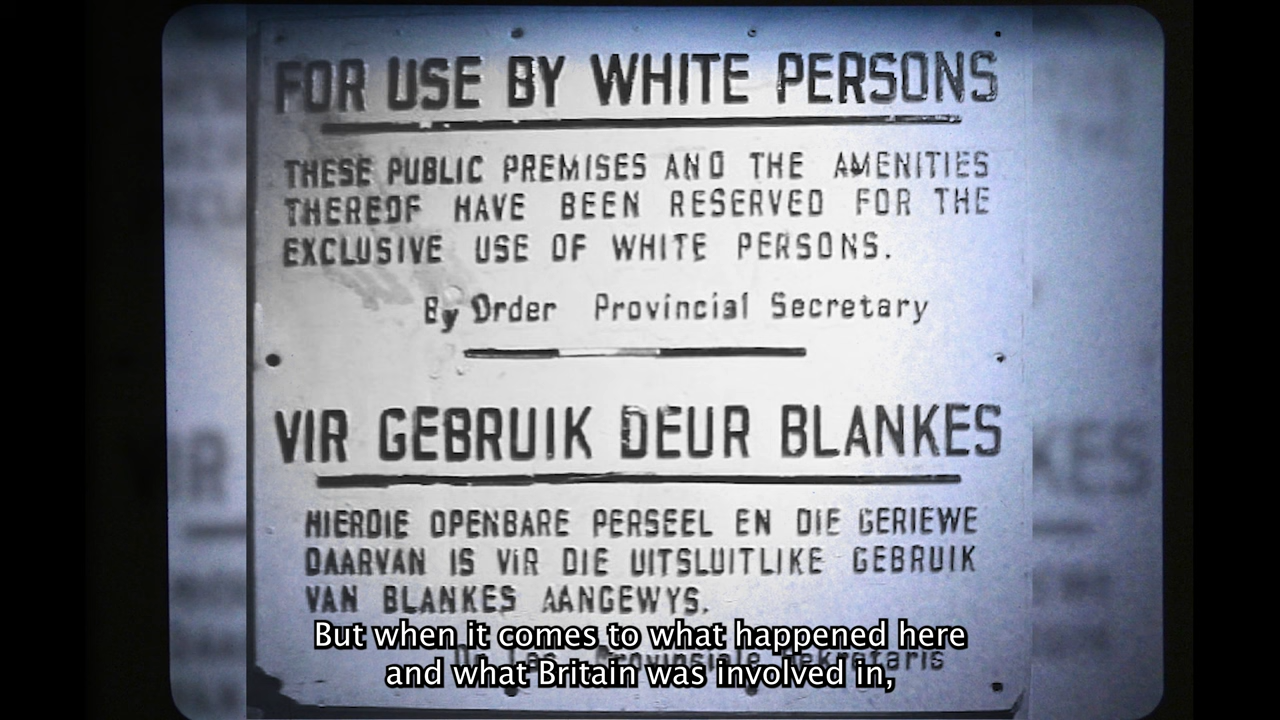 FOR USE BY WHITE PERSONS
THESE PUBLIC PREMISES AND THE AMENITIES
THEREOF HAVE BEEN RESERVED FOR THE
EXCLUSIVE USE OF WHITE PERSONS.
By Order Provincial Secretary
VIR GEBRUIK DEUR BLANKES
HIERDIE OPENBARE PERSEEL EN DIE GERIEWE
DAARVAN IS VIR DIE UITSLUITLIKE GEBRUIK
VAN BLANKES AANGEWYS.
Provinsiale Sekretaris
But when it comes to what happened here
and what Britain was involved in,